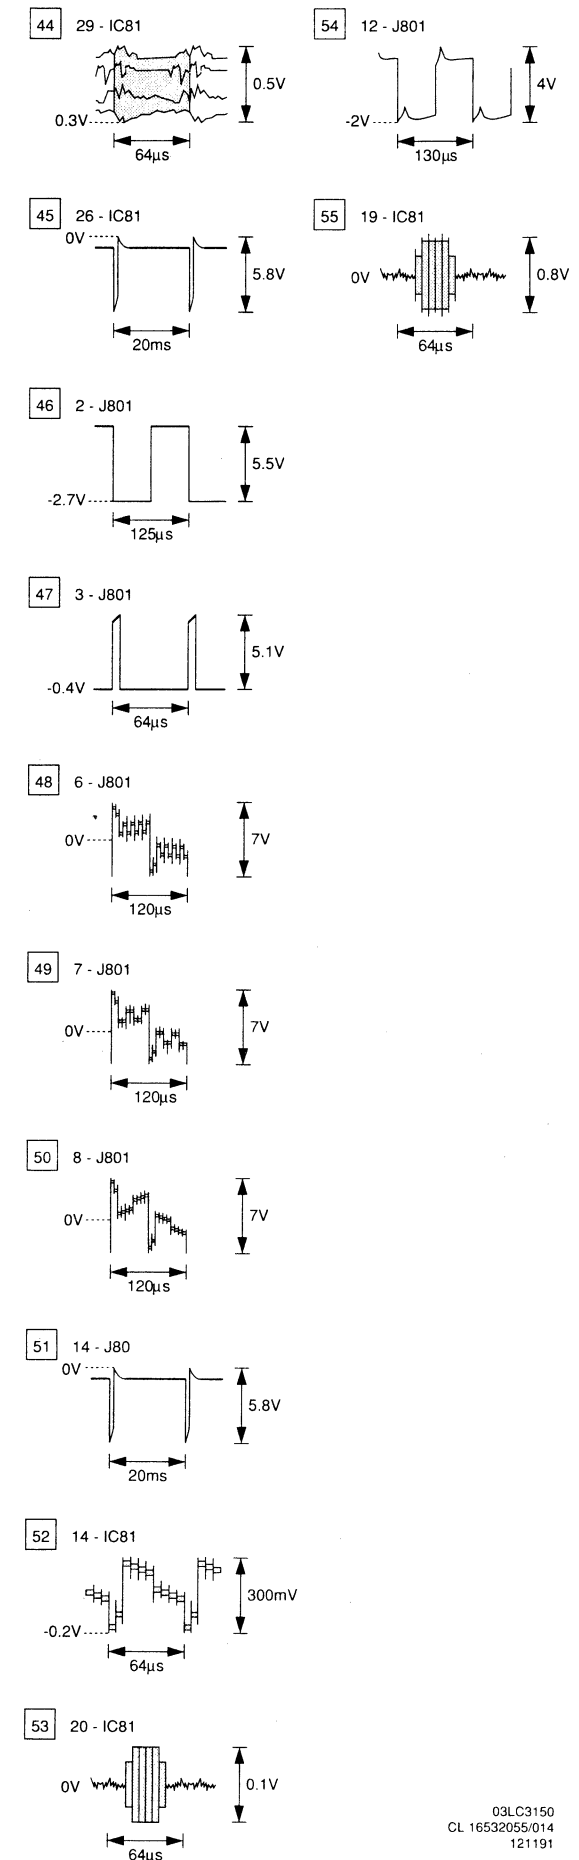 44 29 - IC81
0.5V
0.3V
64µs
45 26 - IC81
0V
5.8V
20ms
46 2 - J801
5.5V
-2.7V
125µs
47 3 - J801
5.1V
-0.4V
64µs
48 6 - J801
0V
7V
120µs
49 7 - J801
0V
7V
120µs
50 8 - J801
0V
7V
120µs
51 14 - J80
0V
5.8V
20ms
52 14 - IC81
300mV
-0.2V
64µs
53 20 - IC81
0V
0.1V
64µs
54 12 - J801
4V
-2V
130µs
55 19 - IC81
0V
0.8V
64µs
03LC3150
CL 16532055/014
121191